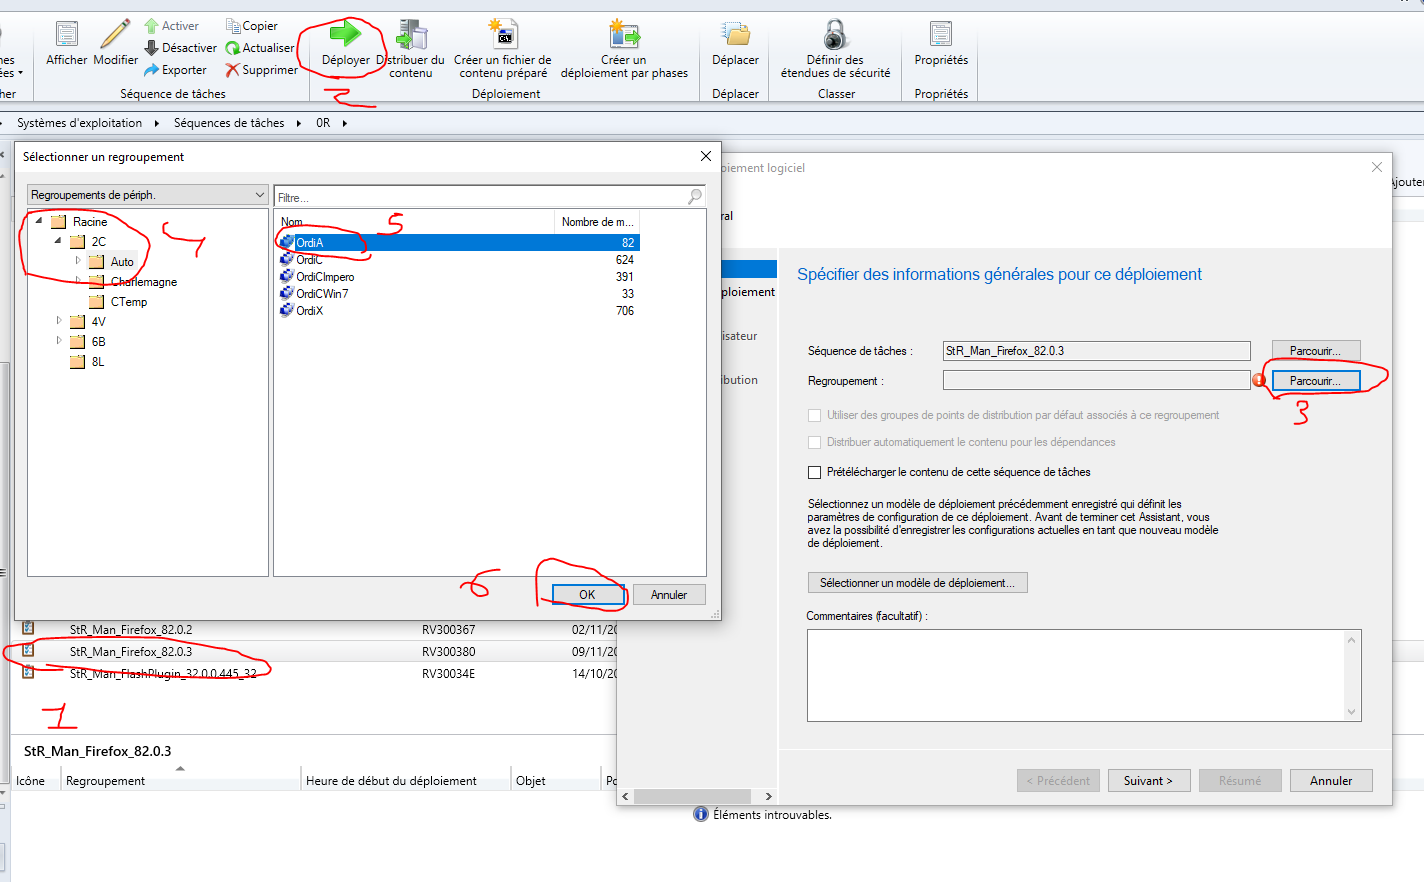 Activer
Copier
Désactiver
Actualiser
Exporter
Supprimer
Afficher
Modifier
Séquence de tâches
Déployer
Distribuer du
contenu
Créer un fichier de
contenu préparé
Créer un
déploiement par phases
Déploiement
Déplacer
Déplacer
Définir des
étendues de sécurité
Classer
Propriétés
Propriétés
2
Systèmes d'exploitation
Séquences de tâches
0R
Sélectionner un regroupement
Regroupements de périph.
Filtre...
Racine
2C
Auto
Charlemagne
CTemp
4V
6B
8L
4
5
Nom
Nombre de m...
OrdiA 82
OrdiC 624
OrdiCImpero 391
OrdiCWin7 33
OrdiX 706
6
OK
Annuler
StR_Man_Firefox_82.0.2 RV300367 02/11/20
StR_Man_Firefox_82.0.3 RV300380 09/11/20
StR_Man_FlashPlugin_32.0.0.445_32 RV30034E 14/10/20
1
StR_Man_Firefox_82.0.3
Icône
Regroupement
Heure de début du déploiement
Objet
Po
Éléments introuvables.
oiement logiciel
ral
ploiement
isateur
ibution
Ajouter
Spécifier des informations générales pour ce déploiement
Séquence de tâches :
StR_Man_Firefox_82.0.3
Parcourir...
Regroupement :
Parcourir...
3
Utiliser des groupes de points de distribution par défaut associés à ce regroupement
Distribuer automatiquement le contenu pour les dépendances
Prétélécharger le contenu de cette séquence de tâches
Sélectionnez un modèle de déploiement précédemment enregistré qui définit les
paramètres de configuration de ce déploiement. Avant de terminer cet Assistant, vous
avez la possibilité d'enregistrer les configurations actuelles en tant que nouveau modèle
de déploiement.
Sélectionner un modèle de déploiement...
Commentaires (facultatif) :
< Précédent
Suivant >
Résumé
Annuler